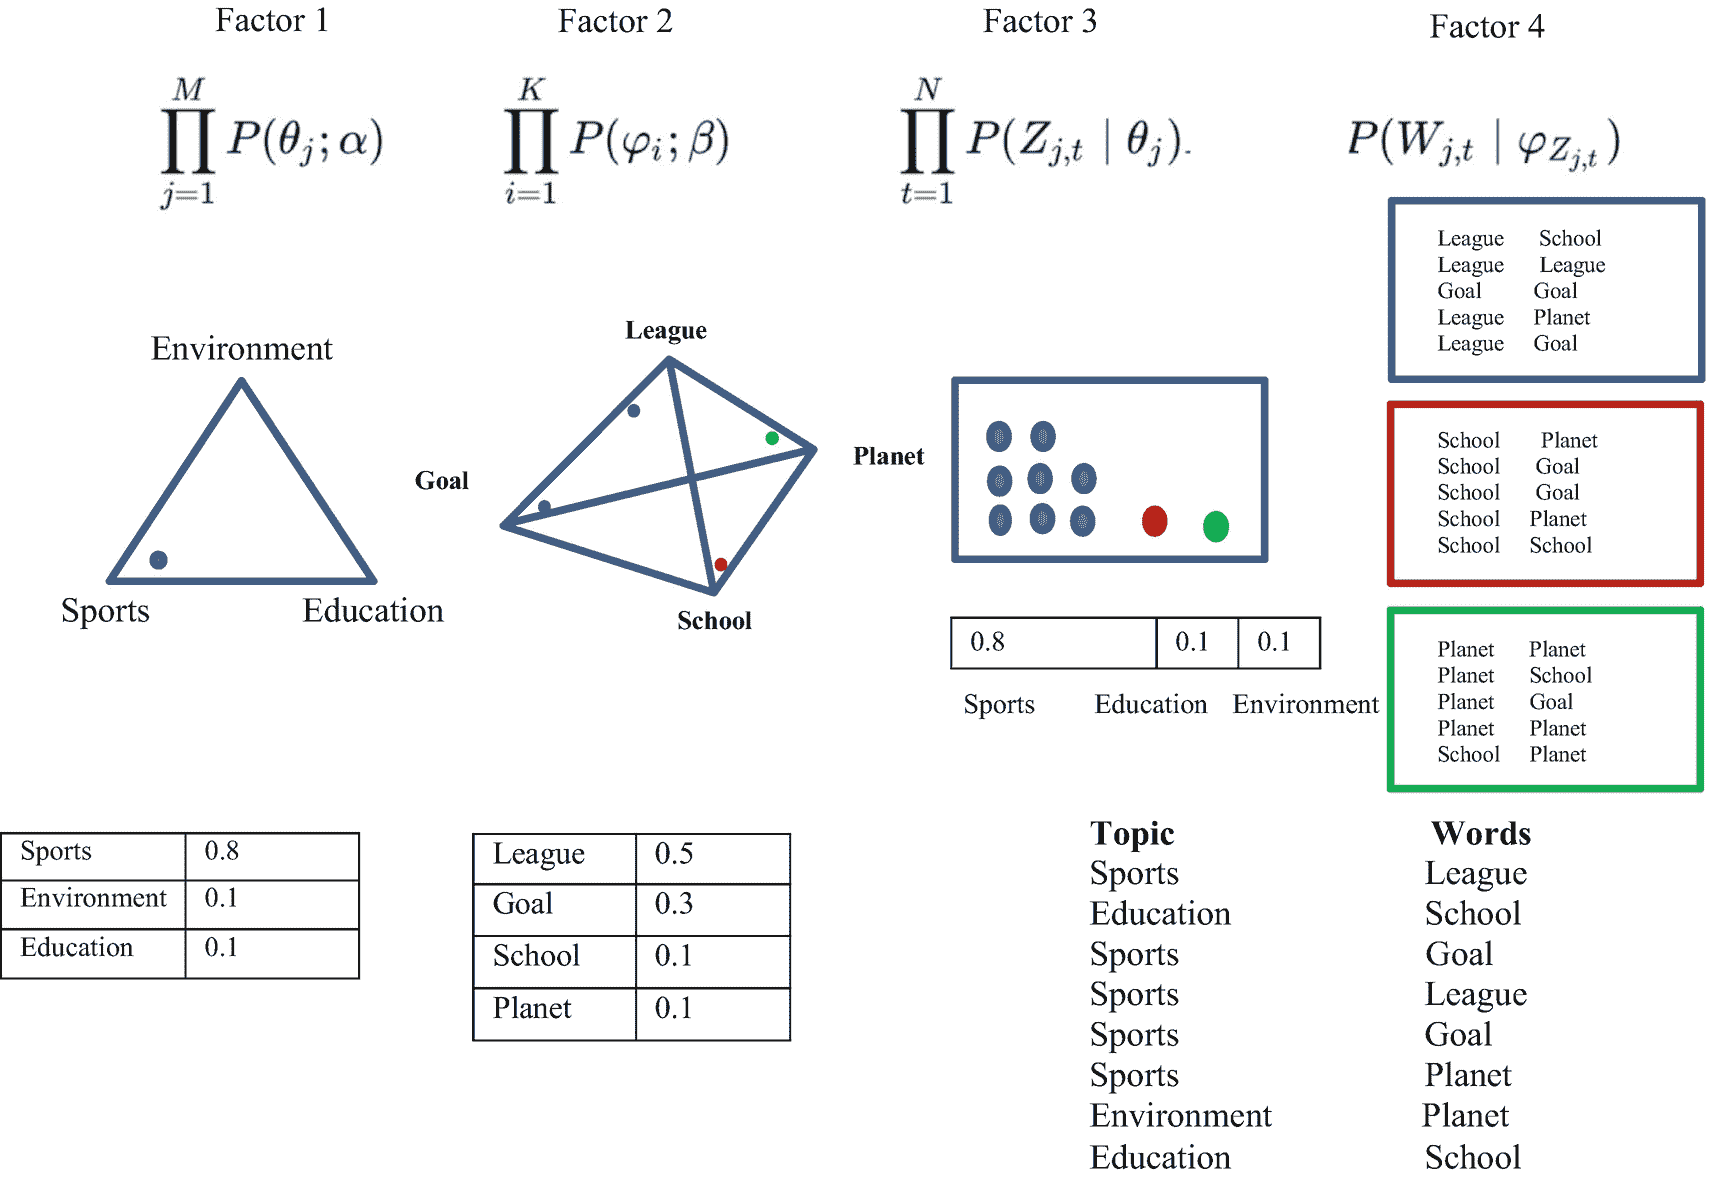 Factor 1 Factor 2 Factor 3 Factor 4
M
∏ P(θj; α)
j=1
K
∏ P(φi; β)
i=1
N
∏ P(Zj,t | θj).
t=1
P(Wj,t | φZj,t)
Environment
Sports Education
League
Goal
Planet
School
0.8 0.1 0.1
Sports Education Environment
League School
League League
Goal Goal
League Planet
League Goal
School Planet
School Goal
School Goal
School Planet
School School
Planet Planet
Planet School
Planet Goal
Planet Planet
School Planet
Sports 0.8
Environment 0.1
Education 0.1
League 0.5
Goal 0.3
School 0.1
Planet 0.1
Topic Words
Sports League
Education School
Sports Goal
Sports League
Sports Goal
Sports Planet
Environment Planet
Education School